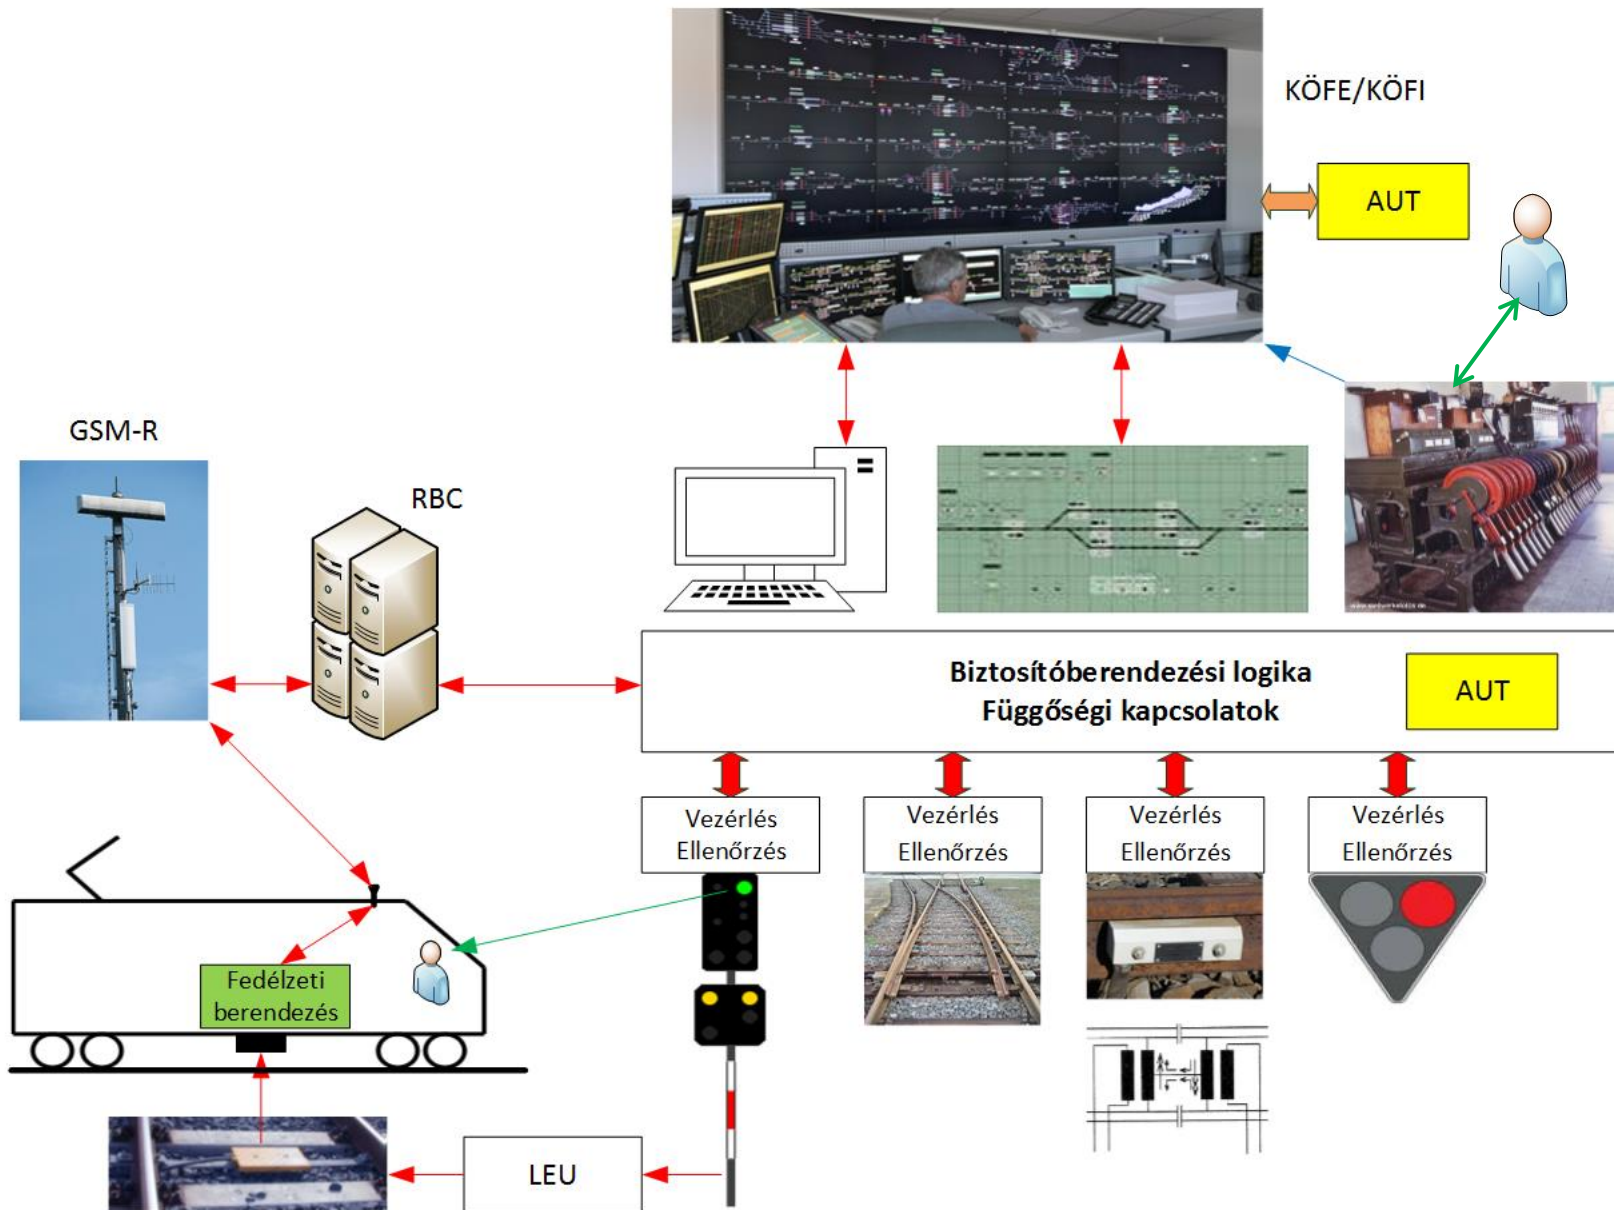 KÖFE/KÖFI
AUT
GSM-R
RBC
Biztosítóberendezési logika
Függőségi kapcsolatok
AUT
Vezérlés
Ellenőrzés
Vezérlés
Ellenőrzés
Vezérlés
Ellenőrzés
Vezérlés
Ellenőrzés
Fedélzeti
berendezés
LEU